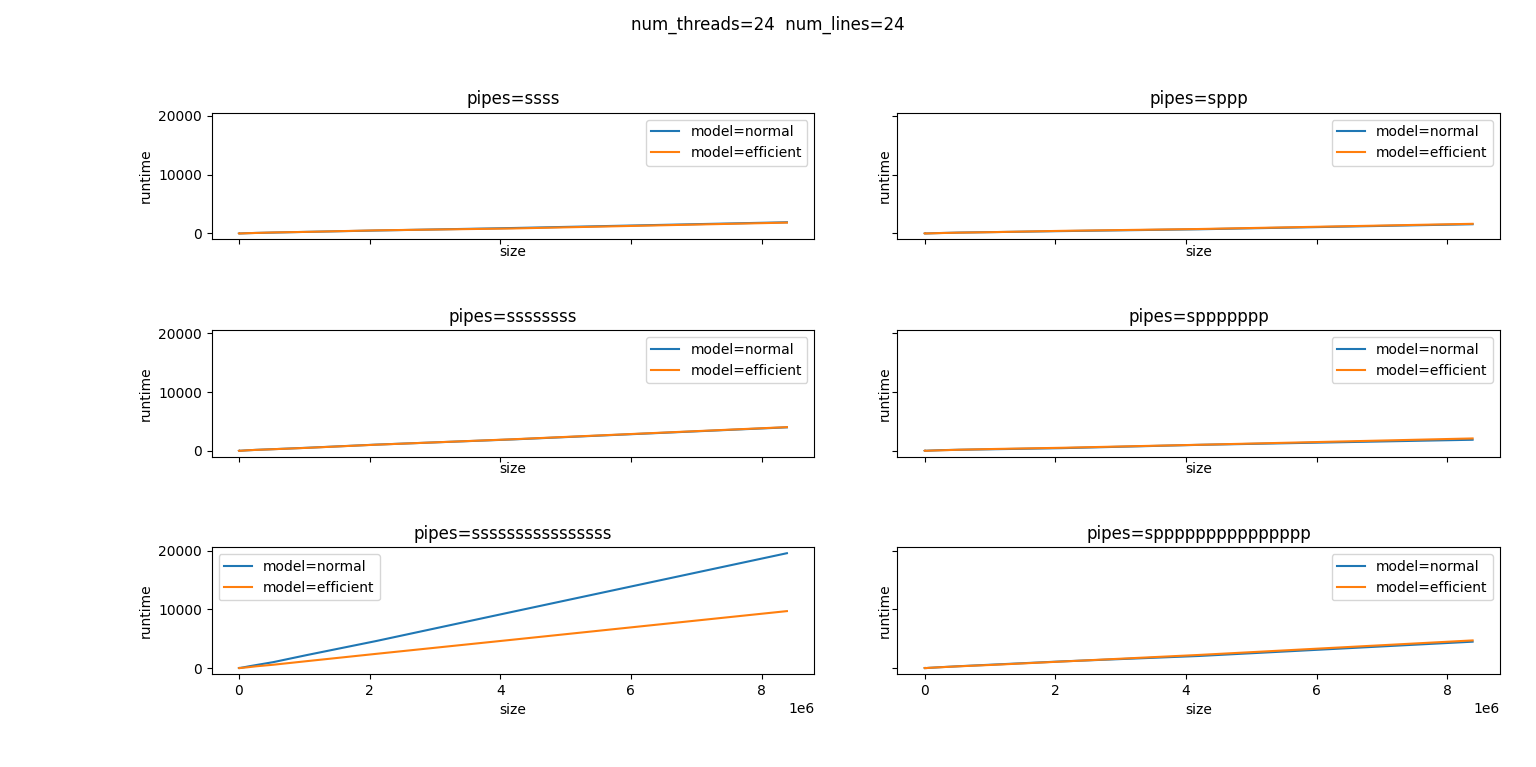 num_threads=24  num_lines=24
pipes=ssss
20000
10000
0
runtime
model=normal
model=efficient
size
pipes=sppp
runtime
model=normal
model=efficient
size
pipes=ssssssss
20000
10000
0
runtime
model=normal
model=efficient
size
pipes=sppppppp
runtime
model=normal
model=efficient
size
pipes=ssssssssssssssss
20000
10000
0
runtime
model=normal
model=efficient
0 2 4 6 8
1e6
size
pipes=sppppppppppppppp
runtime
model=normal
model=efficient
0 2 4 6 8
1e6
size